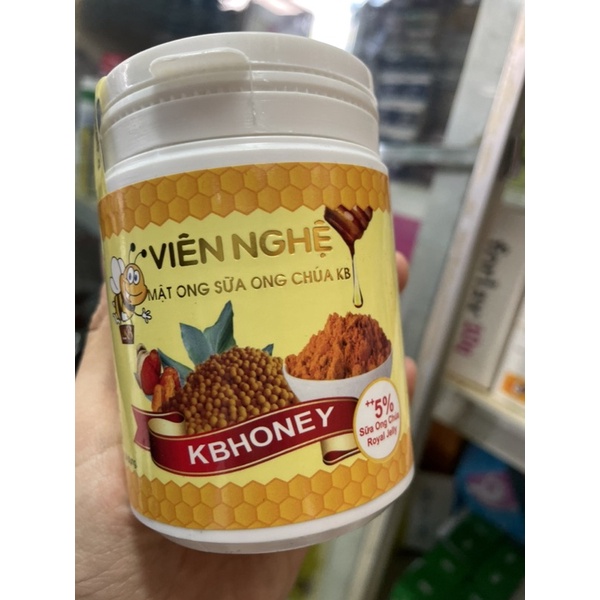 VIÊN NGHỆ
MẬT ONG SỮA ONG CHÚA KB
KBHONEY
++5%
Sữa Ong Chúa
Royal Jelly